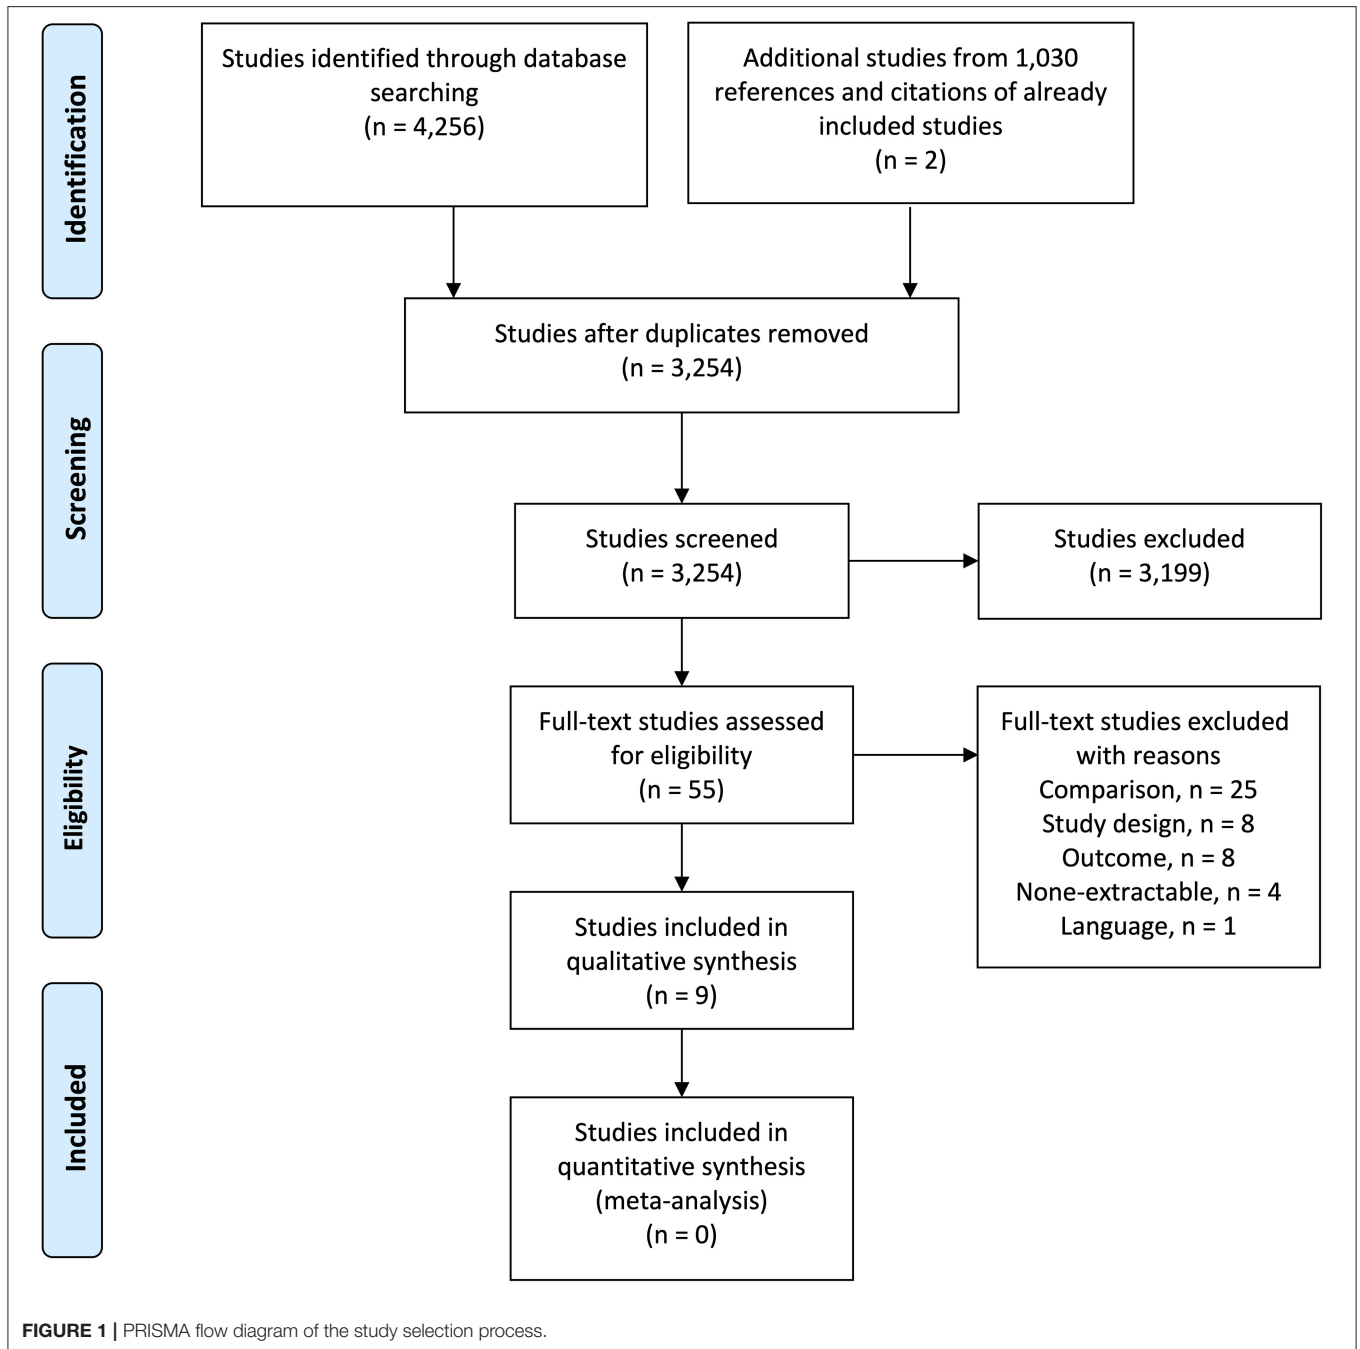 Identification
Studies identified through database
searching
(n = 4,256)
Additional studies from 1,030
references and citations of already
included studies
(n = 2)
Studies after duplicates removed
(n = 3,254)
Screening
Studies screened
(n = 3,254)
Studies excluded
(n = 3,199)
Eligibility
Full-text studies assessed
for eligibility
(n = 55)
Full-text studies excluded
with reasons
Comparison, n = 25
Study design, n = 8
Outcome, n = 8
None-extractable, n = 4
Language, n = 1
Studies included in
qualitative synthesis
(n = 9)
Included
Studies included in
quantitative synthesis
(meta-analysis)
(n = 0)
FIGURE 1 | PRISMA flow diagram of the study selection process.